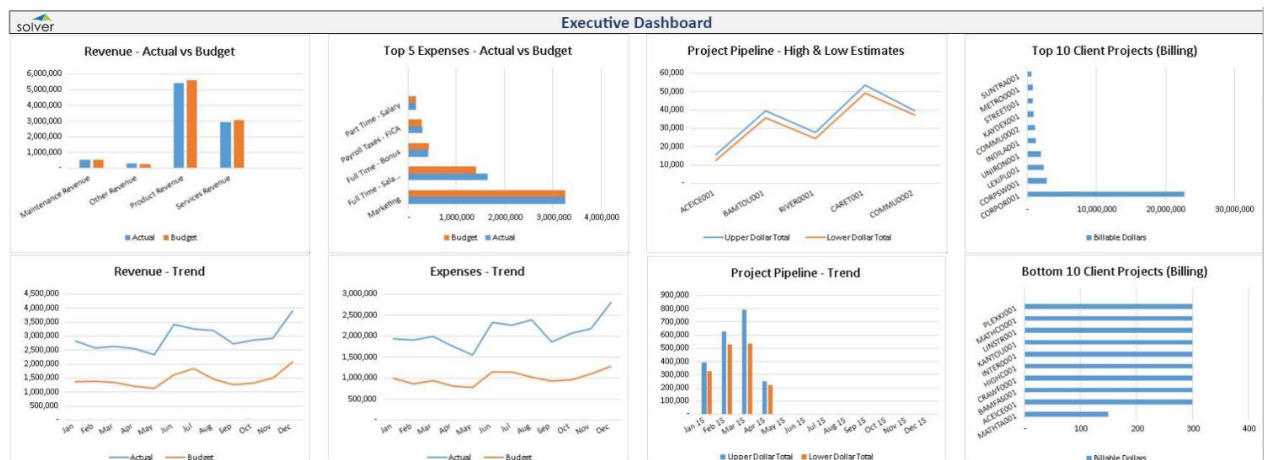 solver
Executive Dashboard
Revenue - Actual vs Budget
6,000,000
5,000,000
4,000,000
3,000,000
2,000,000
1,000,000
-
Maintenance Revenue
Other Revenue
Product Revenue
Services Revenue
Actual Budget
Top 5 Expenses - Actual vs Budget
Part Time - Salary
Payroll Taxes - FICA
Full Time - Bonus
Full Time - Sala...
Marketing
- 1,000,000 2,000,000 3,000,000 4,000,000
Budget Actual
Project Pipeline - High & Low Estimates
60,000
50,000
40,000
30,000
20,000
10,000
-
ACEICE001
BAMTOU001
RIVER0001
CARET001
COMMU0002
Upper Dollar Total Lower Dollar Total
Top 10 Client Projects (Billing)
SUNTRA001
METRO0001
STREET001
KAYDEX001
COMMU0002
INDILA001
UNIRON001
LEXIPL001
CORPSW001
CORPOR001
- 10,000,000 20,000,000 30,000,000
Billable Dollars
Revenue - Trend
4,500,000
4,000,000
3,500,000
3,000,000
2,500,000
2,000,000
1,500,000
1,000,000
500,000
-
Jan Feb Mar Apr May Jun Jul Aug Sep Oct Nov Dec
Actual Budget
Expenses - Trend
3,000,000
2,500,000
2,000,000
1,500,000
1,000,000
500,000
-
Jan Feb Mar Apr May Jun Jul Aug Sep Oct Nov Dec
Actual Budget
Project Pipeline - Trend
900,000
800,000
700,000
600,000
500,000
400,000
300,000
200,000
100,000
-
Jan 15 Feb 15 Mar 15 Apr 15 May 15 Jun 15 Jul 15 Aug 15 Sep 15 Oct 15 Nov 15 Dec 15
Upper Dollar Total Lower Dollar Total
Bottom 10 Client Projects (Billing)
PLEXKI001
MATHCO001
LINSTR001
KANTOU001
INTER0001
HIGHC001
CRAWF0001
BAMFAS001
ACEICE001
MATHTA001
- 100 200 300 400
Billable Dollars